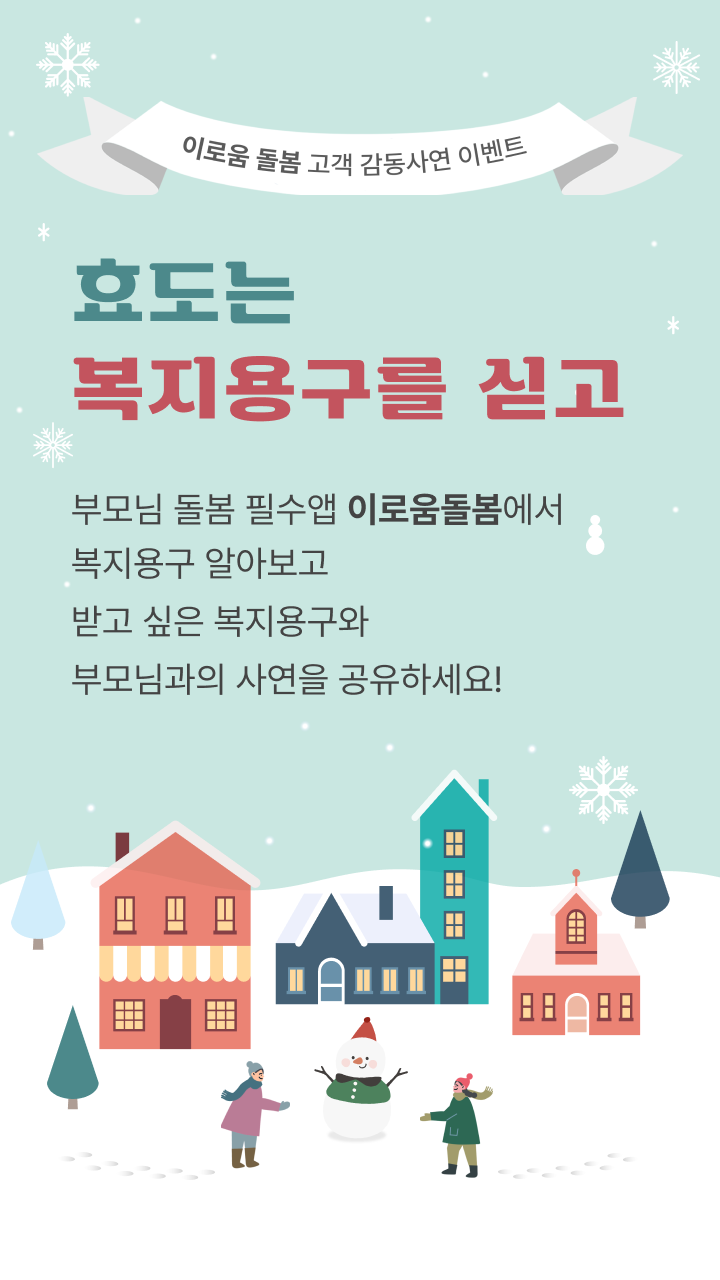 이로움 돌봄 고객 감동사연 이벤트
효도는
복지용구를 싣고
부모님 돌봄 필수앱 이로움돌봄에서
복지용구 알아보고
받고 싶은 복지용구와
부모님과의 사연을 공유하세요!